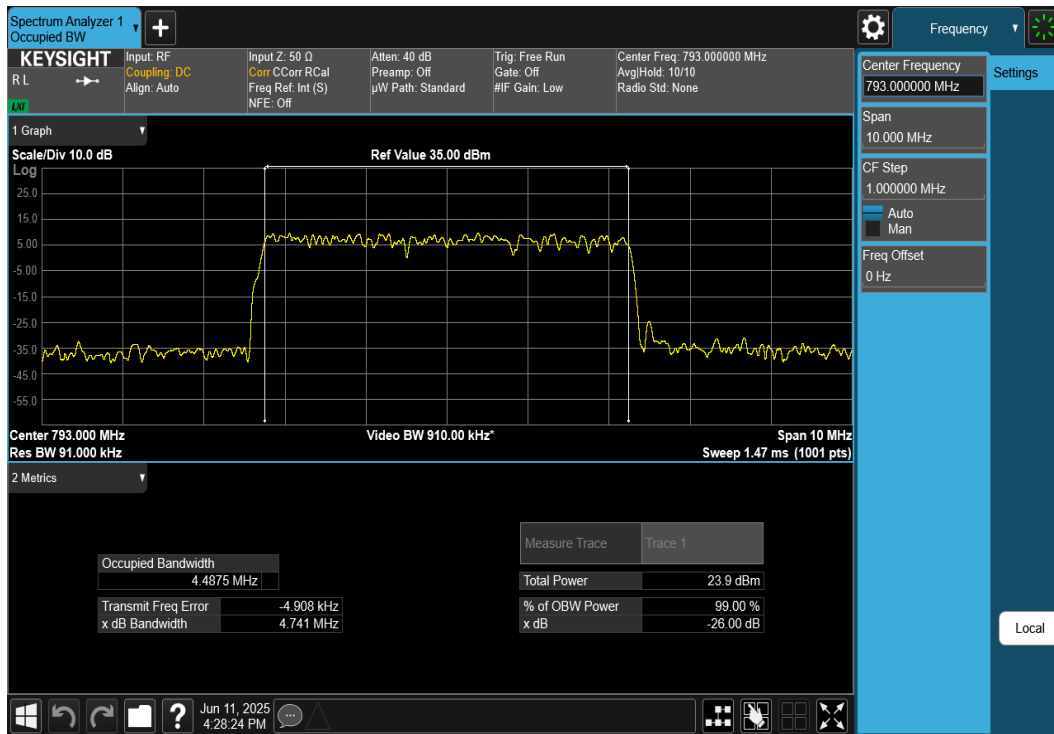 Spectrum Analyzer 1
Occupied BW
Frequency
KEYSIGHT
R L
LXI
Input: RF
Coupling: DC
Align: Auto
Input Z: 50 Ω
Corr CCorr RCal
Freq Ref: Int (S)
NFE: Off
Atten: 40 dB
Preamp: Off
µW Path: Standard
Trig: Free Run
Gate: Off
#IF Gain: Low
Center Freq: 793.000000 MHz
Avg|Hold: 10/10
Radio Std: None
Center Frequency
793.000000 MHz
Settings
Span
10.000 MHz
CF Step
1.000000 MHz
Auto
Man
Freq Offset
0 Hz
Local
1 Graph
Scale/Div 10.0 dB
Ref Value 35.00 dBm
Log
25.0
15.0
5.00
-5.00
-15.0
-25.0
-35.0
-45.0
-55.0
Center 793.000 MHz
Video BW 910.00 kHz*
Span 10 MHz
Res BW 91.000 kHz
Sweep 1.47 ms (1001 pts)
2 Metrics
Measure Trace
Trace 1
Occupied Bandwidth
4.4875 MHz
Total Power
23.9 dBm
Transmit Freq Error
-4.908 kHz
% of OBW Power
99.00 %
x dB Bandwidth
4.741 MHz
x dB
-26.00 dB
Jun 11, 2025
4:28:24 PM